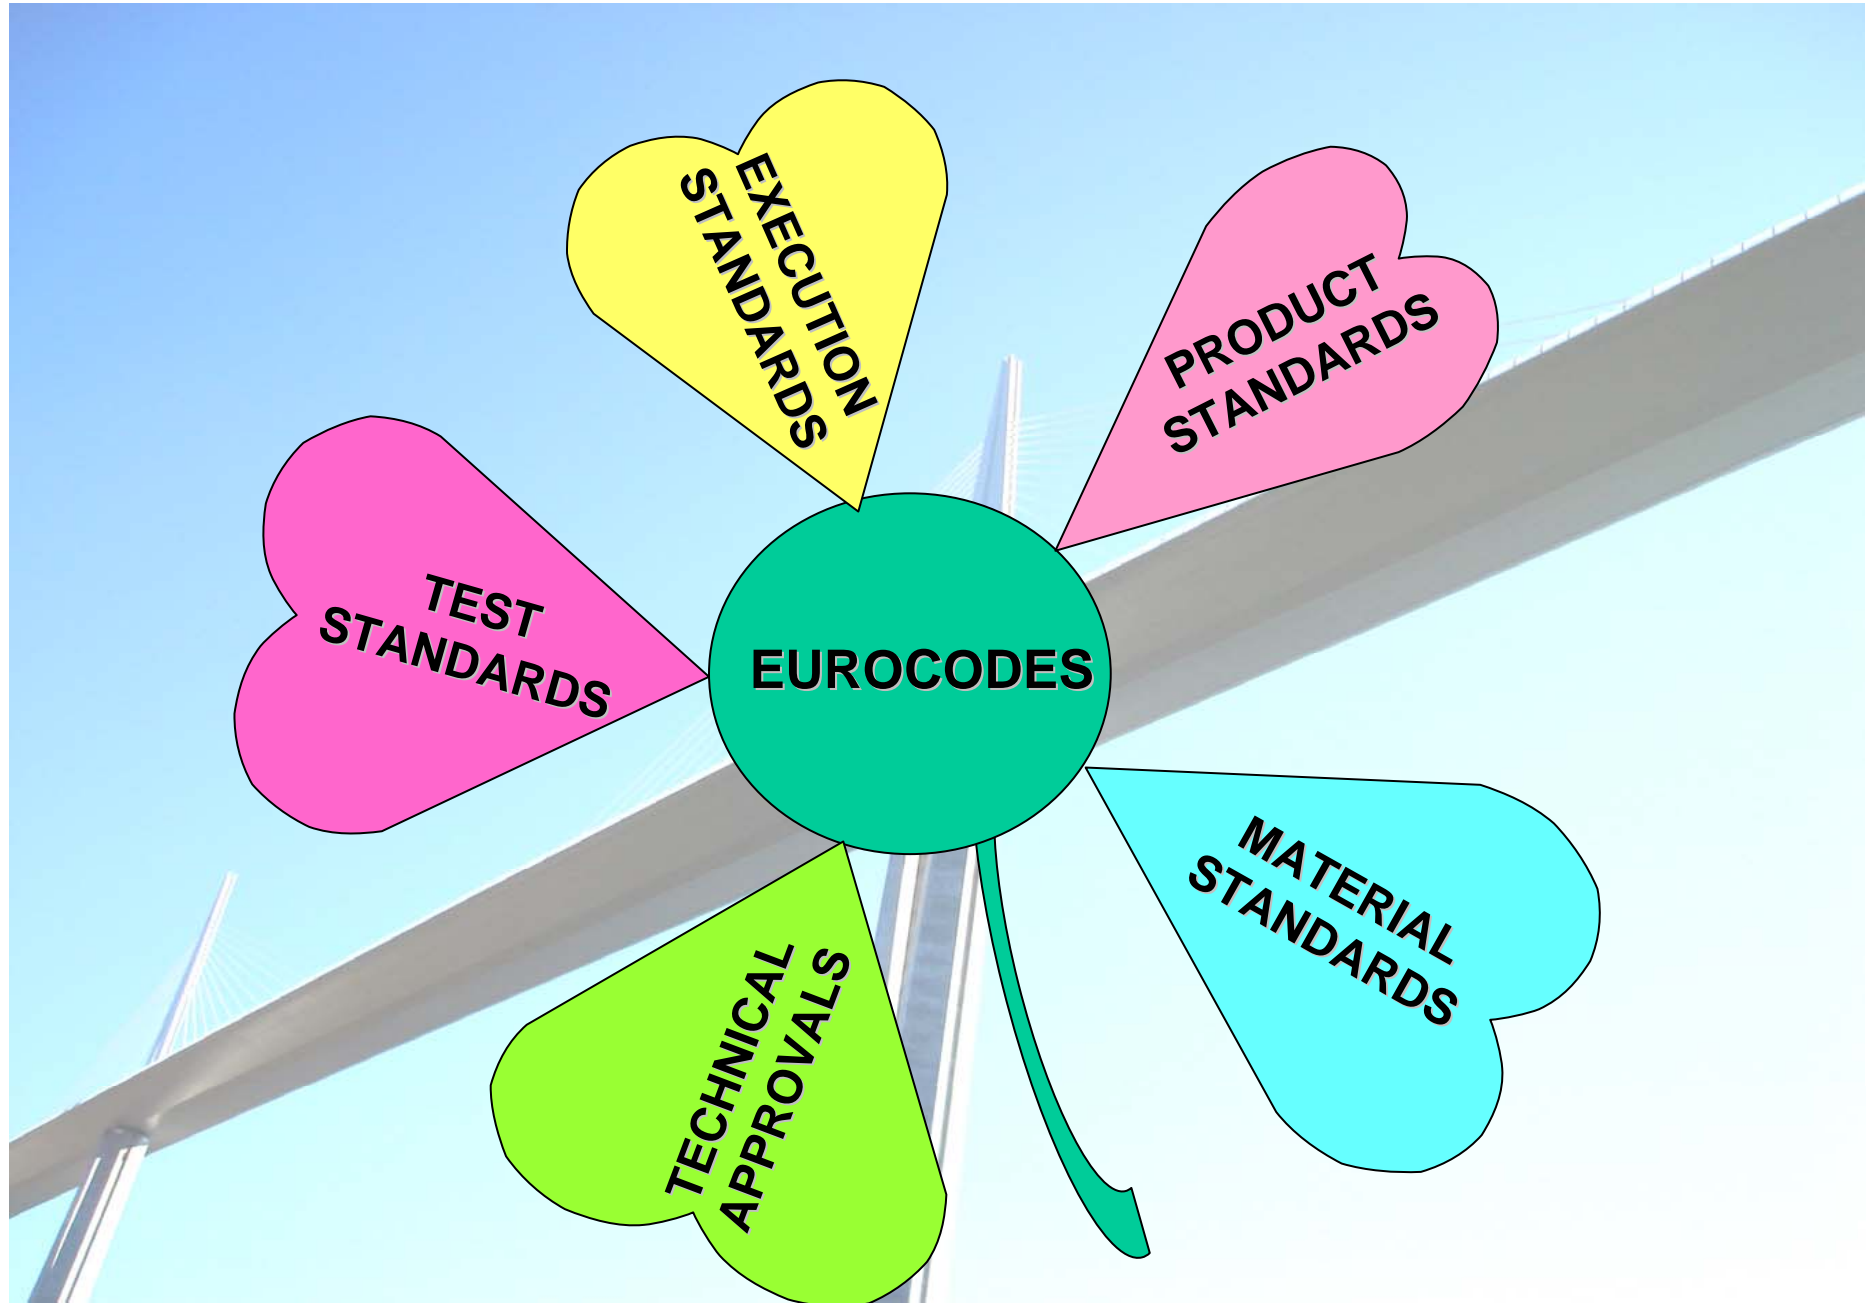 EXECUTION
STANDARDS
PRODUCT
STANDARDS
TEST
STANDARDS
EUROCODES
MATERIAL
STANDARDS
TECHNICAL
APPROVALS